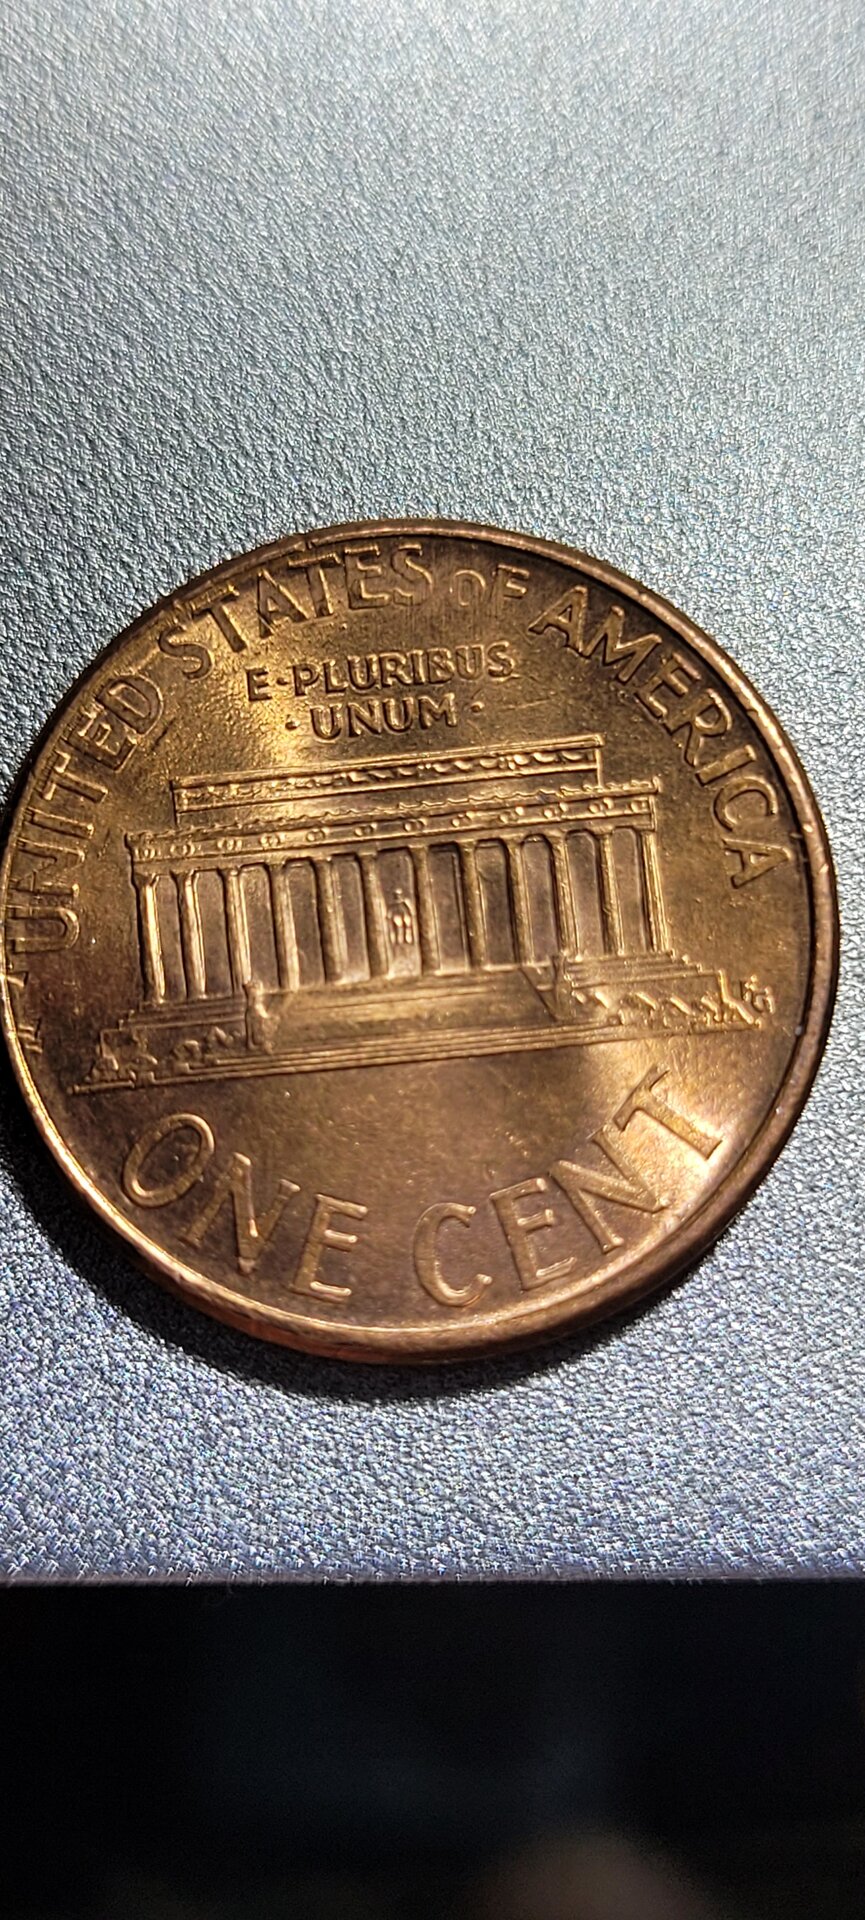 UNITED STATES OF AMERICA
E·PLURIBUS
·UNUM·
ONE CENT